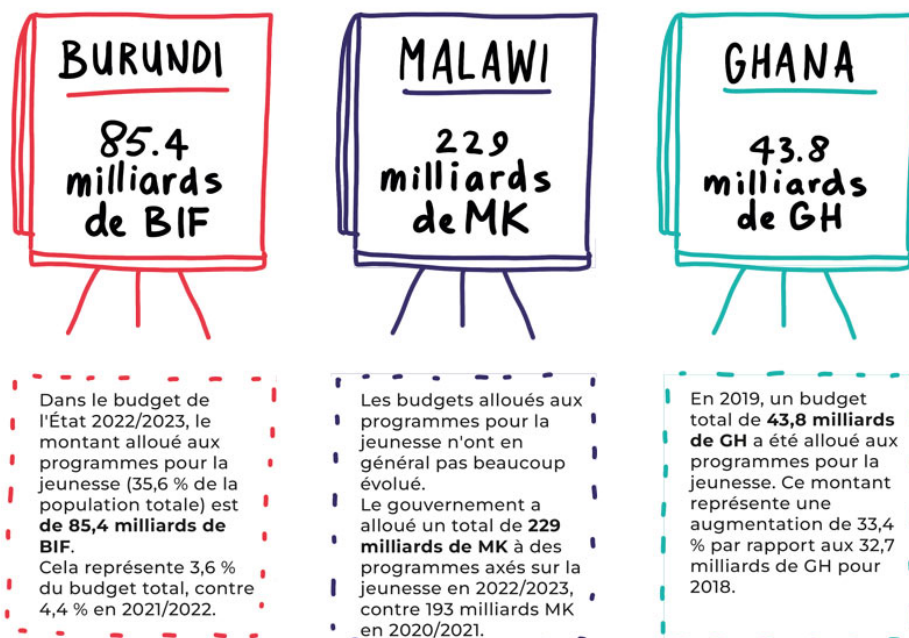 BURUNDI
85.4
milliards
de BIF
Dans le budget de
l'État 2022/2023, le
montant alloué aux
programmes pour la
jeunesse (35,6 % de la
population totale) est
de 85,4 milliards de
BIF.
Cela représente 3,6 %
du budget total, contre
4,4 % en 2021/2022.
MALAWI
229
milliards
de MK
Les budgets alloués aux
programmes pour la
jeunesse n'ont en
général pas beaucoup
évolué.
Le gouvernement a
alloué un total de 229
milliards de MK à des
programmes axés sur la
jeunesse en 2022/2023,
contre 193 milliards MK
en 2020/2021.
GHANA
43.8
milliards
de GH
En 2019, un budget
total de 43,8 milliards
de GH a été alloué aux
programmes pour la
jeunesse. Ce montant
représente une
augmentation de 33,4
% par rapport aux 32,7
milliards de GH pour
2018.